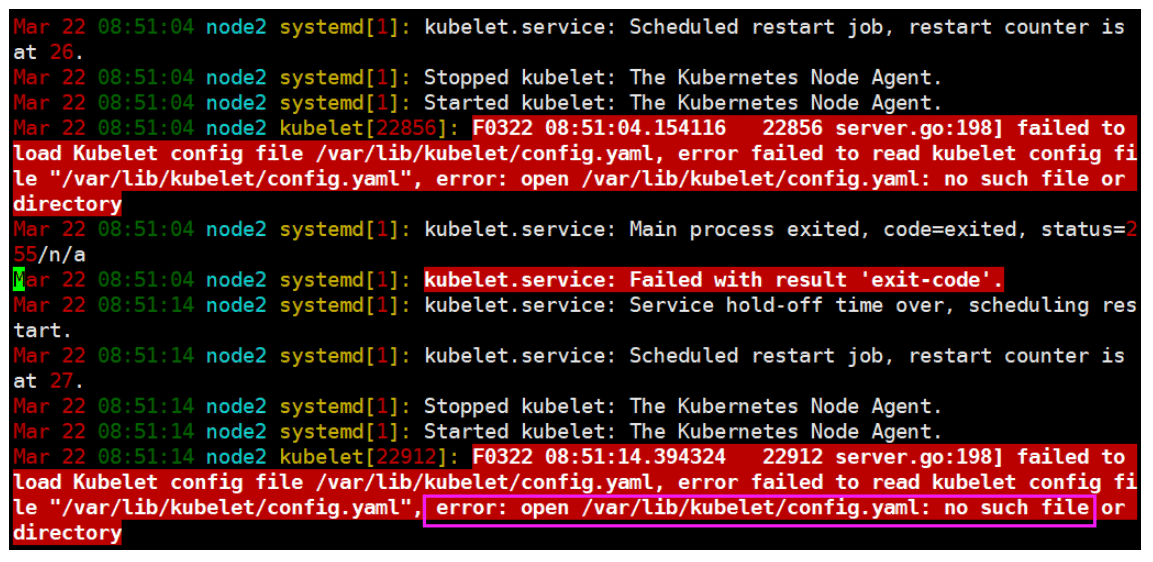 Mar 22 08:51:04 node2 systemd[1]: kubelet.service: Scheduled restart job, restart counter is
at 26.
Mar 22 08:51:04 node2 systemd[1]: Stopped kubelet: The Kubernetes Node Agent.
Mar 22 08:51:04 node2 systemd[1]: Started kubelet: The Kubernetes Node Agent.
Mar 22 08:51:04 node2 kubelet[22856]: F0322 08:51:04.154116   22856 server.go:198] failed to
load Kubelet config file /var/lib/kubelet/config.yaml, error failed to read kubelet config fi
le "/var/lib/kubelet/config.yaml", error: open /var/lib/kubelet/config.yaml: no such file or
directory
Mar 22 08:51:04 node2 systemd[1]: kubelet.service: Main process exited, code=exited, status=2
55/n/a
Mar 22 08:51:04 node2 systemd[1]: kubelet.service: Failed with result 'exit-code'.
Mar 22 08:51:14 node2 systemd[1]: kubelet.service: Service hold-off time over, scheduling res
tart.
Mar 22 08:51:14 node2 systemd[1]: kubelet.service: Scheduled restart job, restart counter is
at 27.
Mar 22 08:51:14 node2 systemd[1]: Stopped kubelet: The Kubernetes Node Agent.
Mar 22 08:51:14 node2 systemd[1]: Started kubelet: The Kubernetes Node Agent.
Mar 22 08:51:14 node2 kubelet[22912]: F0322 08:51:14.394324   22912 server.go:198] failed to
load Kubelet config file /var/lib/kubelet/config.yaml, error failed to read kubelet config fi
le "/var/lib/kubelet/config.yaml", error: open /var/lib/kubelet/config.yaml: no such file or
directory